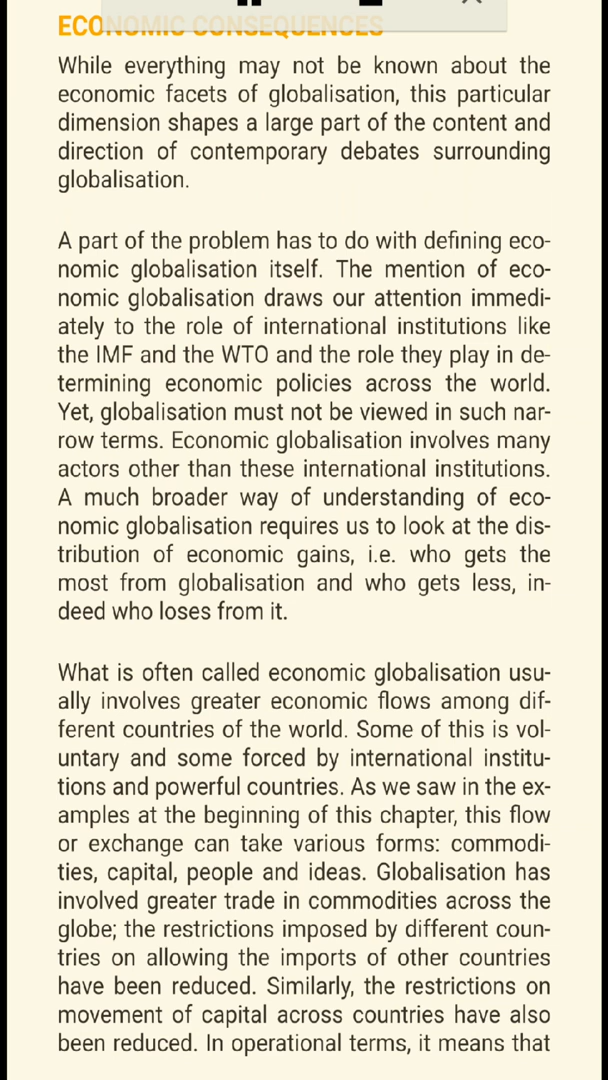 ECONOMIC CONSEQUENCES
While everything may not be known about the
economic facets of globalisation, this particular
dimension shapes a large part of the content and
direction of contemporary debates surrounding
globalisation.
A part of the problem has to do with defining eco-
nomic globalisation itself. The mention of eco-
nomic globalisation draws our attention immedi-
ately to the role of international institutions like
the IMF and the WTO and the role they play in de-
termining economic policies across the world.
Yet, globalisation must not be viewed in such nar-
row terms. Economic globalisation involves many
actors other than these international institutions.
A much broader way of understanding of eco-
nomic globalisation requires us to look at the dis-
tribution of economic gains, i.e. who gets the
most from globalisation and who gets less, in-
deed who loses from it.
What is often called economic globalisation usu-
ally involves greater economic flows among dif-
ferent countries of the world. Some of this is vol-
untary and some forced by international institu-
tions and powerful countries. As we saw in the ex-
amples at the beginning of this chapter, this flow
or exchange can take various forms: commodi-
ties, capital, people and ideas. Globalisation has
involved greater trade in commodities across the
globe; the restrictions imposed by different coun-
tries on allowing the imports of other countries
have been reduced. Similarly, the restrictions on
movement of capital across countries have also
been reduced. In operational terms, it means that